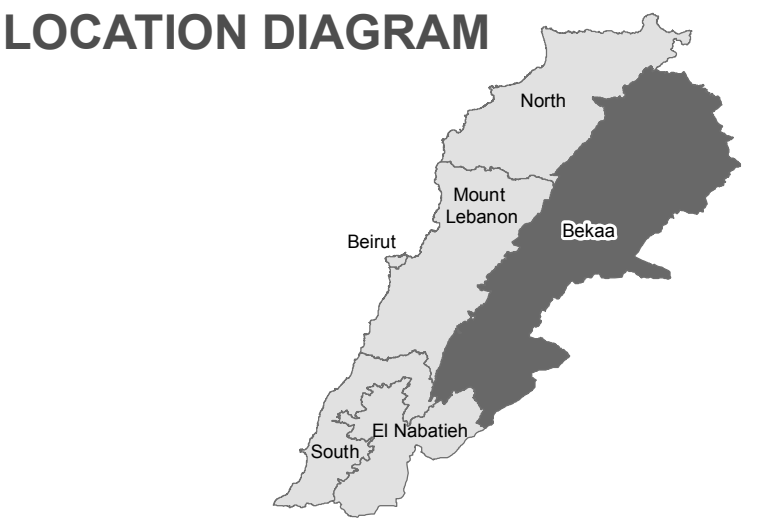 LOCATION DIAGRAM
North
Mount
Lebanon
Bekaa
Beirut
El Nabatieh
South